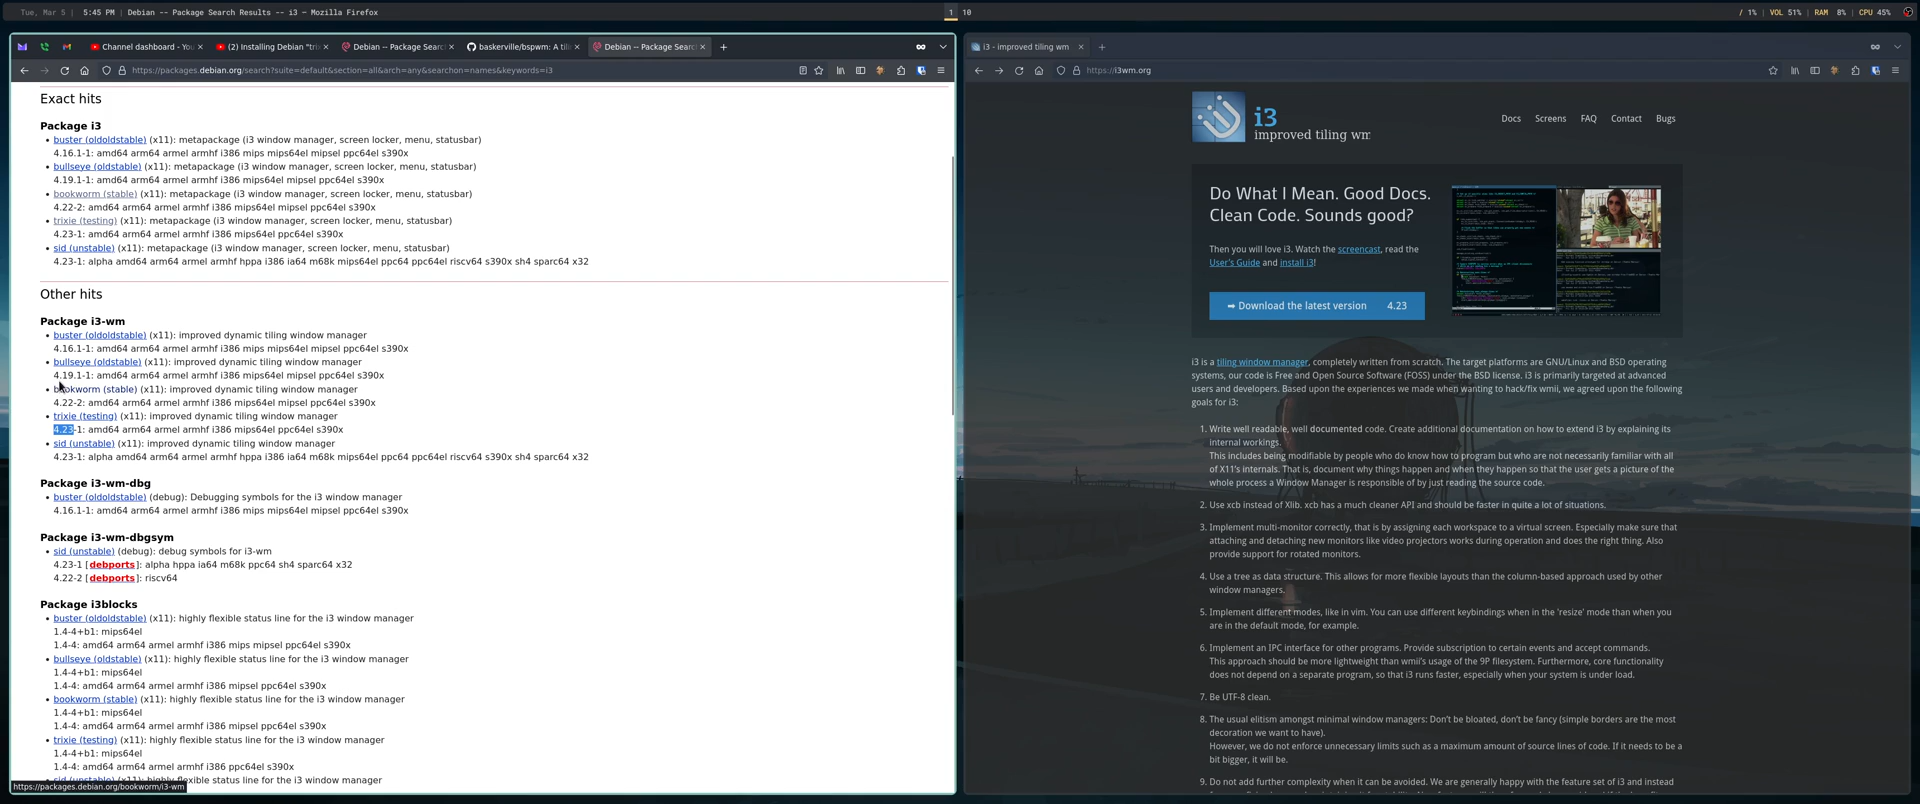 Tue, Mar 5 | 5:45 PM | Debian -- Package Search Results -- i3 — Mozilla Firefox
1 10
/ 1% | VOL 51% | RAM 8% | CPU 45%
Channel dashboard - You
(2) Installing Debian "tri
Debian -- Package Searc
baskerville/bspwm: A tili
Debian -- Package Searc
https://packages.debian.org/search?suite=default&section=all&arch=any&searchon=names&keywords=i3
Exact hits
Package i3
buster (oldoldstable) (x11): metapackage (i3 window manager, screen locker, menu, statusbar)
4.16.1-1: amd64 arm64 armel armhf i386 mips mips64el mipsel ppc64el s390x
bullseye (oldstable) (x11): metapackage (i3 window manager, screen locker, menu, statusbar)
4.19.1-1: amd64 arm64 armel armhf i386 mips64el mipsel ppc64el s390x
bookworm (stable) (x11): metapackage (i3 window manager, screen locker, menu, statusbar)
4.22-2: amd64 arm64 armel armhf i386 mips64el mipsel ppc64el s390x
trixie (testing) (x11): metapackage (i3 window manager, screen locker, menu, statusbar)
4.23-1: amd64 arm64 armel armhf i386 mips64el ppc64el s390x
sid (unstable) (x11): metapackage (i3 window manager, screen locker, menu, statusbar)
4.23-1: alpha amd64 arm64 armel armhf hppa i386 ia64 m68k mips64el ppc64 ppc64el riscv64 s390x sh4 sparc64 x32
Other hits
Package i3-wm
buster (oldoldstable) (x11): improved dynamic tiling window manager
4.16.1-1: amd64 arm64 armel armhf i386 mips mips64el mipsel ppc64el s390x
bullseye (oldstable) (x11): improved dynamic tiling window manager
4.19.1-1: amd64 arm64 armel armhf i386 mips64el mipsel ppc64el s390x
bookworm (stable) (x11): improved dynamic tiling window manager
4.22-2: amd64 arm64 armel armhf i386 mips64el mipsel ppc64el s390x
trixie (testing) (x11): improved dynamic tiling window manager
4.23-1: amd64 arm64 armel armhf i386 mips64el ppc64el s390x
sid (unstable) (x11): improved dynamic tiling window manager
4.23-1: alpha amd64 arm64 armel armhf hppa i386 ia64 m68k mips64el ppc64 ppc64el riscv64 s390x sh4 sparc64 x32
Package i3-wm-dbg
buster (oldoldstable) (debug): Debugging symbols for the i3 window manager
4.16.1-1: amd64 arm64 armel armhf i386 mips mips64el mipsel ppc64el s390x
Package i3-wm-dbgsym
sid (unstable) (debug): debug symbols for i3-wm
4.23-1 [debports]: alpha hppa ia64 m68k ppc64 sh4 sparc64 x32
4.22-2 [debports]: riscv64
Package i3blocks
buster (oldoldstable) (x11): highly flexible status line for the i3 window manager
1.4-4+b1: mips64el
1.4-4: amd64 arm64 armel armhf i386 mips mipsel ppc64el s390x
bullseye (oldstable) (x11): highly flexible status line for the i3 window manager
1.4-4+b1: mips64el
1.4-4: amd64 arm64 armel armhf i386 mipsel ppc64el s390x
bookworm (stable) (x11): highly flexible status line for the i3 window manager
1.4-4+b1: mips64el
1.4-4: amd64 arm64 armel armhf i386 mipsel ppc64el s390x
trixie (testing) (x11): highly flexible status line for the i3 window manager
1.4-4+b1: mips64el
1.4-4: amd64 arm64 armel armhf i386 ppc64el s390x
sid (unstable) (x11): highly flexible status line for the i3 window manager
https://packages.debian.org/bookworm/i3-wm
i3 - improved tiling wm
https://i3wm.org
i3
improved tiling wm
Docs Screens FAQ Contact Bugs
Do What I Mean. Good Docs.
Clean Code. Sounds good?
Then you will love i3. Watch the screencast, read the
User's Guide and install i3!
➡ Download the latest version 4.23
i3 is a tiling window manager, completely written from scratch. The target platforms are GNU/Linux and BSD operating
systems, our code is Free and Open Source Software (FOSS) under the BSD license. i3 is primarily targeted at advanced
users and developers. Based upon the experiences we made when wanting to hack/fix wmii, we agreed upon the following
goals for i3:
1. Write well readable, well documented code. Create additional documentation on how to extend i3 by explaining its
internal workings.
This includes being modifiable by people who do know how to program but who are not necessarily familiar with all
of X11's internals. That is, document why things happen and when they happen so that the user gets a picture of the
whole process a Window Manager is responsible of by just reading the source code.
2. Use xcb instead of Xlib. xcb has a much cleaner API and should be faster in quite a lot of situations.
3. Implement multi-monitor correctly, that is by assigning each workspace to a virtual screen. Especially make sure that
attaching and detaching new monitors like video projectors works during operation and does the right thing. Also
provide support for rotated monitors.
4. Use a tree as data structure. This allows for more flexible layouts than the column-based approach used by other
window managers.
5. Implement different modes, like in vim. You can use different keybindings when in the 'resize' mode than when you
are in the default mode, for example.
6. Implement an IPC interface for other programs. Provide subscription to certain events and accept commands.
This approach should be more lightweight than wmii's usage of the 9P filesystem. Furthermore, core functionality
does not depend on a separate program, so that i3 runs faster, especially when your system is under load.
7. Be UTF-8 clean.
8. The usual elitism amongst minimal window managers: Don't be bloated, don't be fancy (simple borders are the most
decoration we want to have).
However, we do not enforce unnecessary limits such as a maximum amount of source lines of code. If it needs to be a
bit bigger, it will be.
9. Do not add further complexity when it can be avoided. We are generally happy with the feature set of i3 and instead